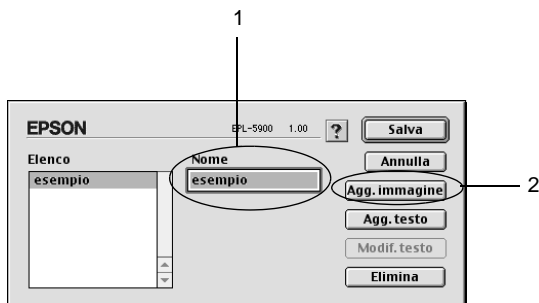 1
EPSON
EPL-5900 1.00
?
Salva
Elenco
Nome
Annulla
esempio
esempio
Agg. immagine
2
Agg. testo
Modif. testo
Elimina